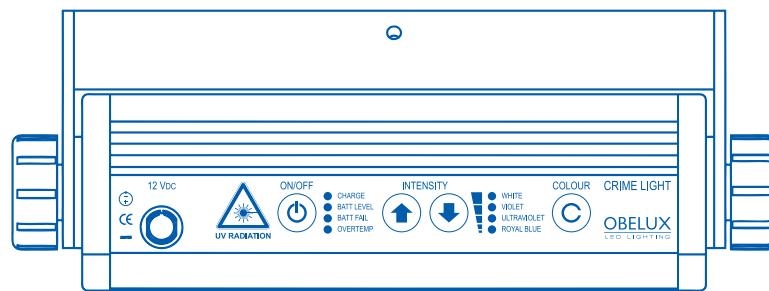 12 VDC
CE
UV RADIATION
ON/OFF
CHARGE
BATT LEVEL
BATT FAIL
OVERTEMP
INTENSITY
WHITE
VIOLET
ULTRAVIOLET
ROYAL BLUE
COLOUR
C
CRIME LIGHT
OBELUX
LED LIGHTING